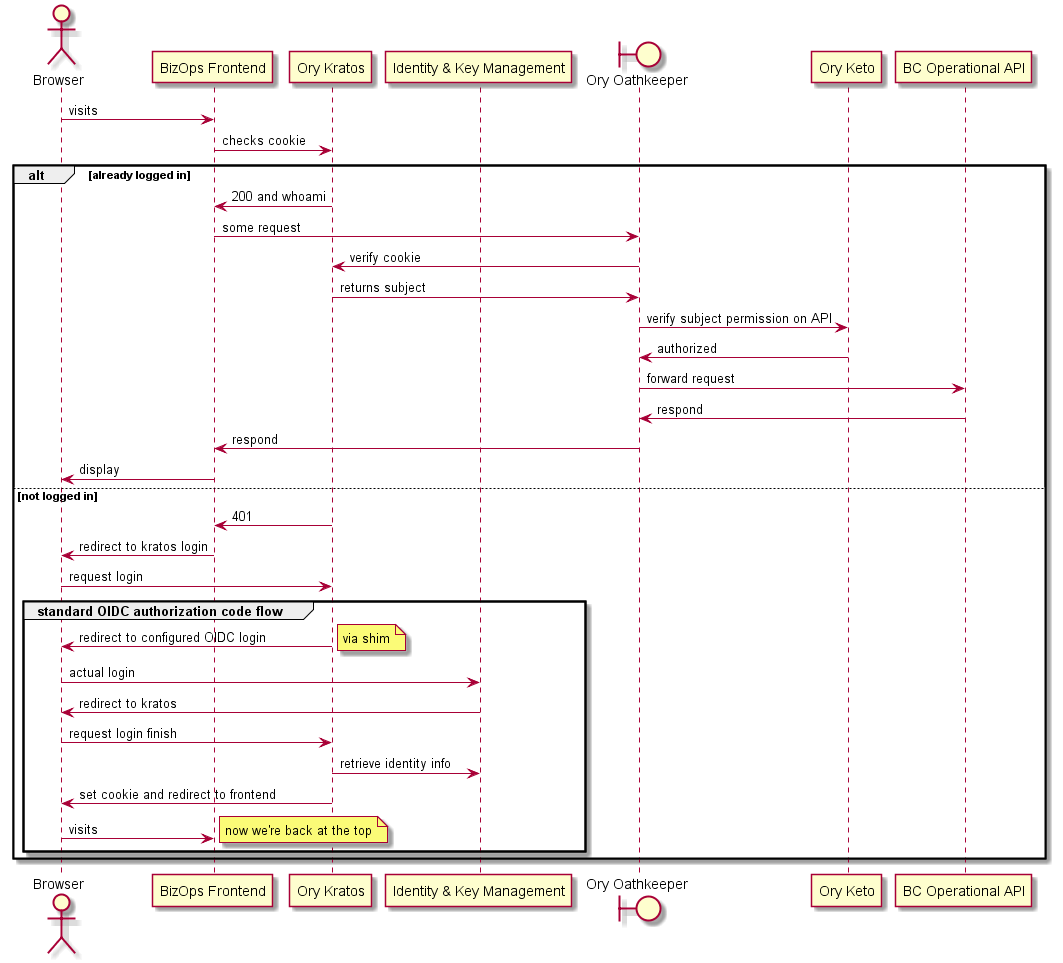 Browser
BizOps Frontend
Ory Kratos
Identity & Key Management
Ory Oathkeeper
Ory Keto
BC Operational API
visits
checks cookie
alt
[already logged in]
200 and whoami
some request
verify cookie
returns subject
verify subject permission on API
authorized
forward request
respond
respond
display
[not logged in]
401
redirect to kratos login
request login
standard OIDC authorization code flow
redirect to configured OIDC login
via shim
actual login
redirect to kratos
request login finish
retrieve identity info
set cookie and redirect to frontend
visits
now we're back at the top
Browser
BizOps Frontend
Ory Kratos
Identity & Key Management
Ory Oathkeeper
Ory Keto
BC Operational API